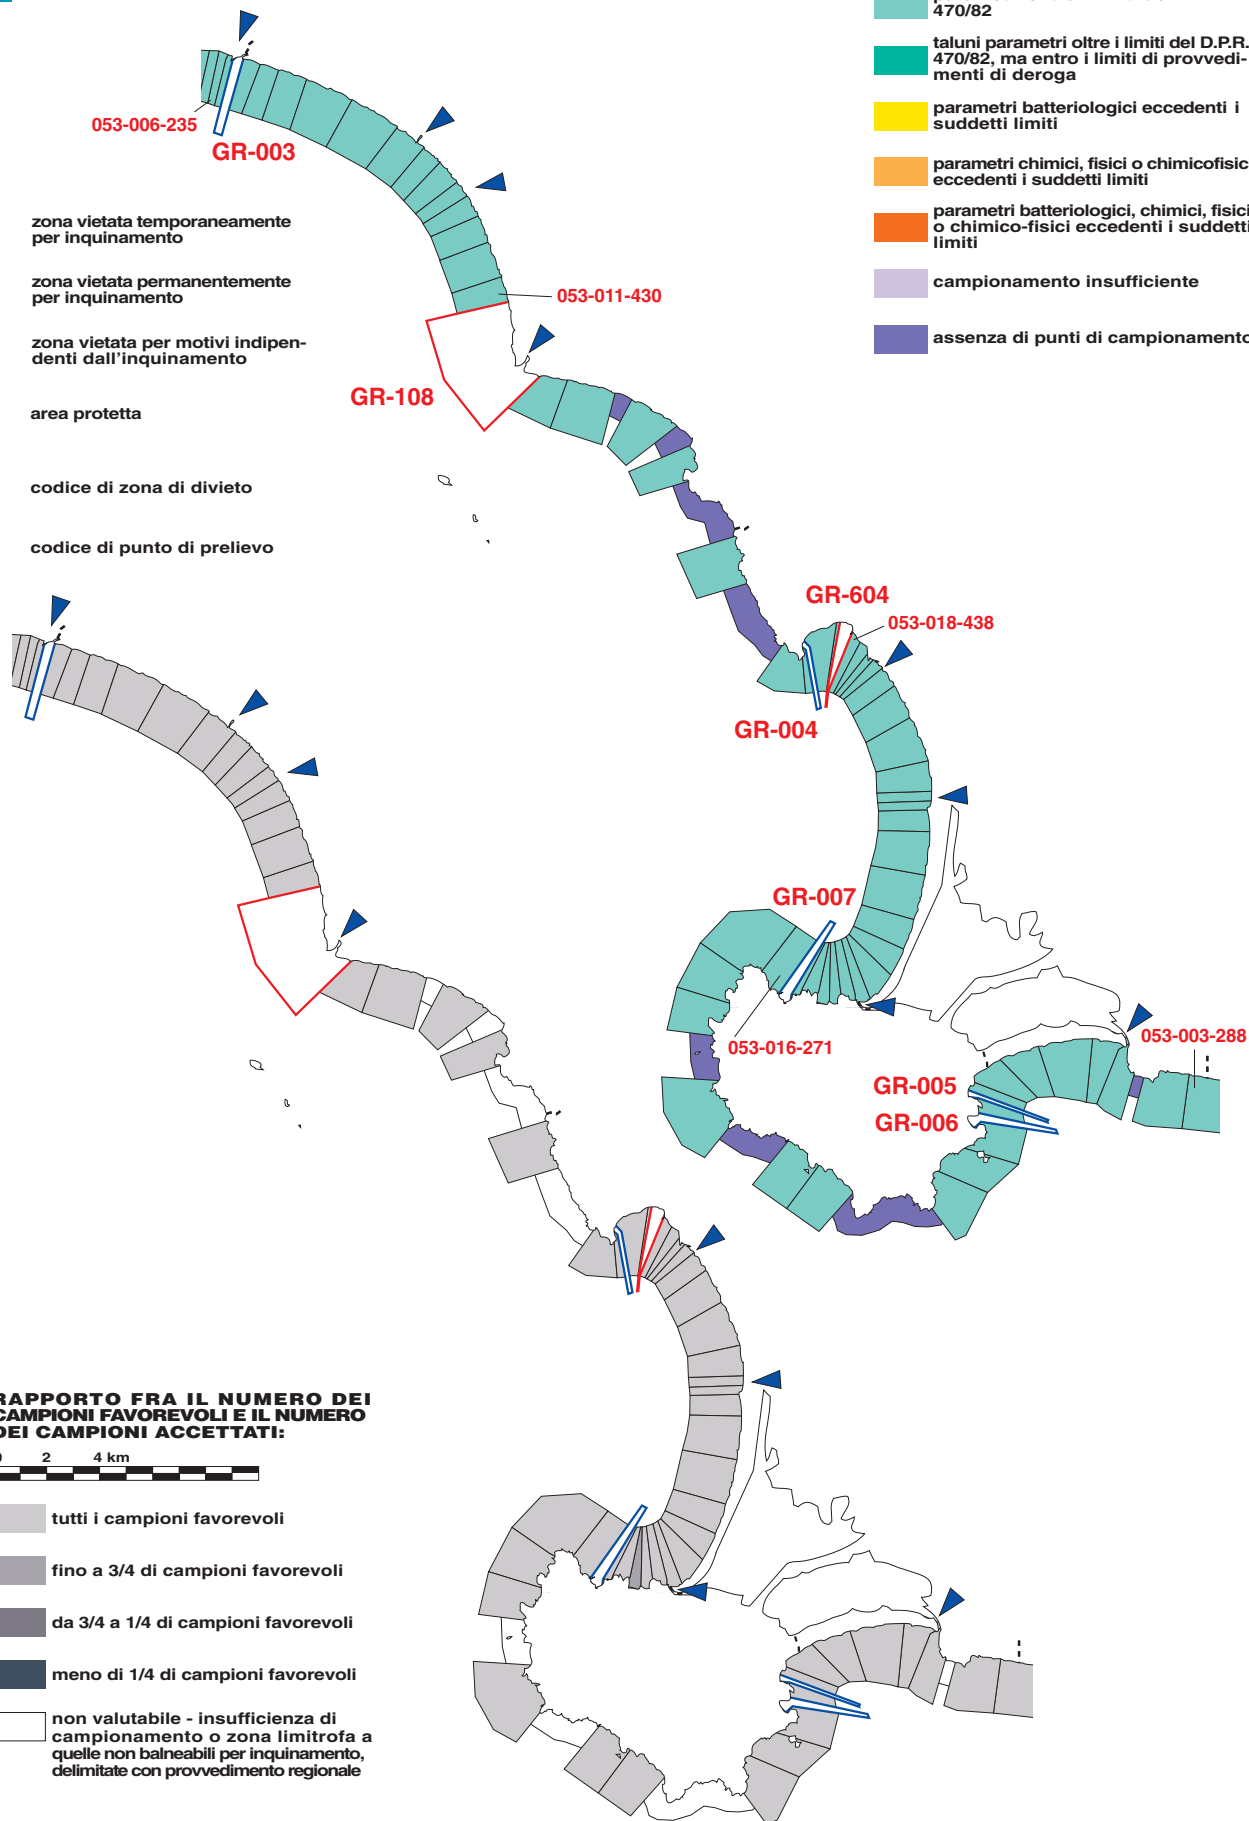 470/82
taluni parametri oltre i limiti del D.P.R.
470/82, ma entro i limiti di provvedi-
menti di deroga
parametri batteriologici eccedenti i
suddetti limiti
parametri chimici, fisici o chimicofisic
eccedenti i suddetti limiti
parametri batteriologici, chimici, fisici
o chimico-fisici eccedenti i suddetti
limiti
campionamento insufficiente
assenza di punti di campionamento
053-006-235
GR-003
zona vietata temporaneamente
per inquinamento
zona vietata permanentemente
per inquinamento
zona vietata per motivi indipen-
denti dall'inquinamento
area protetta
codice di zona di divieto
codice di punto di prelievo
053-011-430
GR-108
GR-604
053-018-438
GR-004
GR-007
053-016-271
053-003-288
GR-005
GR-006
RAPPORTO FRA IL NUMERO DEI
CAMPIONI FAVOREVOLI E IL NUMERO
DEI CAMPIONI ACCETTATI:
0 2 4 km
tutti i campioni favorevoli
fino a 3/4 di campioni favorevoli
da 3/4 a 1/4 di campioni favorevoli
meno di 1/4 di campioni favorevoli
non valutabile - insufficienza di
campionamento o zona limitrofa a
quelle non balneabili per inquinamento,
delimitate con provvedimento regionale